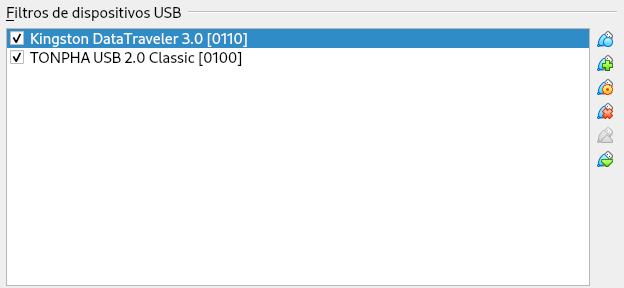 Filtros de dispositivos USB
Kingston DataTraveler 3.0 [0110]
TONPHA USB 2.0 Classic [0100]